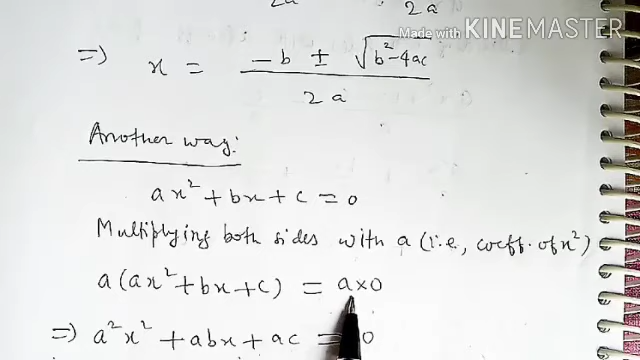 2a 2a
Made with KINEMASTER
=> x = -b ± √(b²-4ac) / 2a
Another way:
ax² + bx + c = 0
Multiplying both sides with a (i.e, coeff. of x²)
a(ax² + bx + c) = a×0
=> a²x² + abx + ac = 0